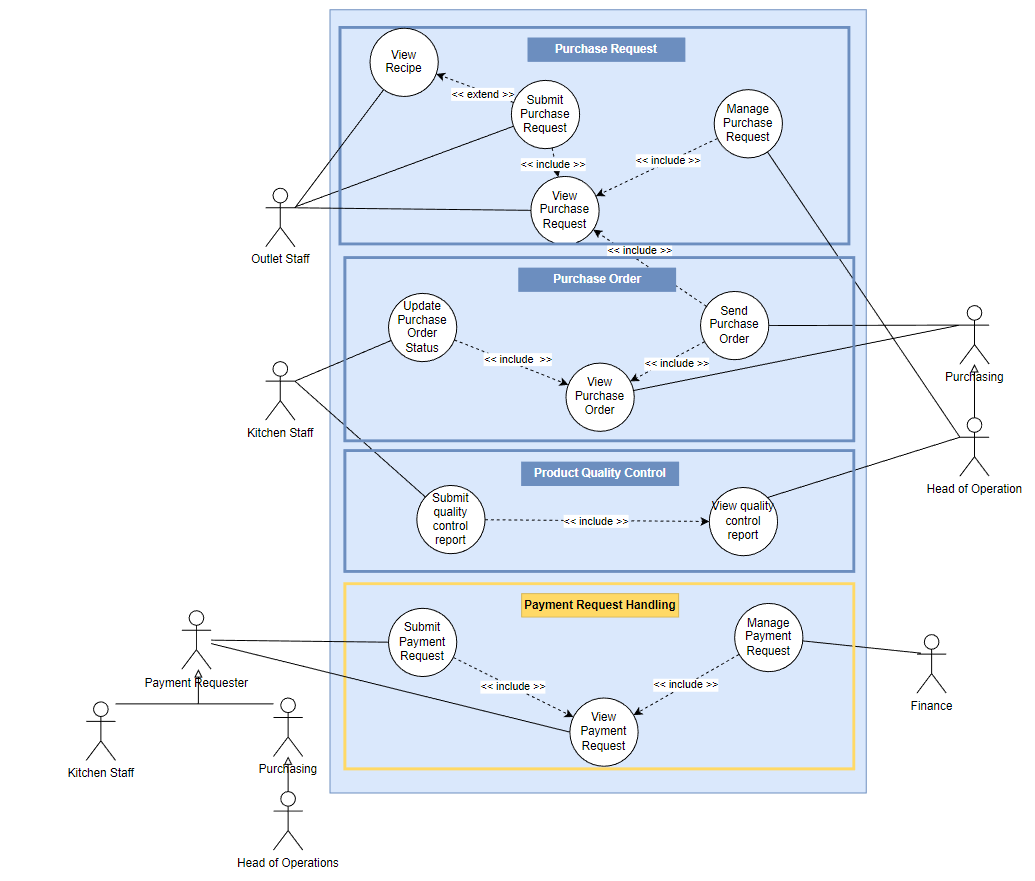 Purchase Request
View
Recipe
<< extend >>
Submit
Purchase
Request
Manage
Purchase
Request
<< include >>
<< include >>
View
Purchase
Request
Outlet Staff
<< include >>
Purchase Order
Update
Purchase
Order
Status
Send
Purchase
Order
<< include >>
<< include >>
View
Purchase
Order
Kitchen Staff
Purchasing
Head of Operation
Product Quality Control
Submit
quality
control
report
<< include >>
View quality
control
report
Payment Request Handling
Submit
Payment
Request
Manage
Payment
Request
<< include >>
<< include >>
View
Payment
Request
Payment Requester
Finance
Kitchen Staff
Purchasing
Head of Operations